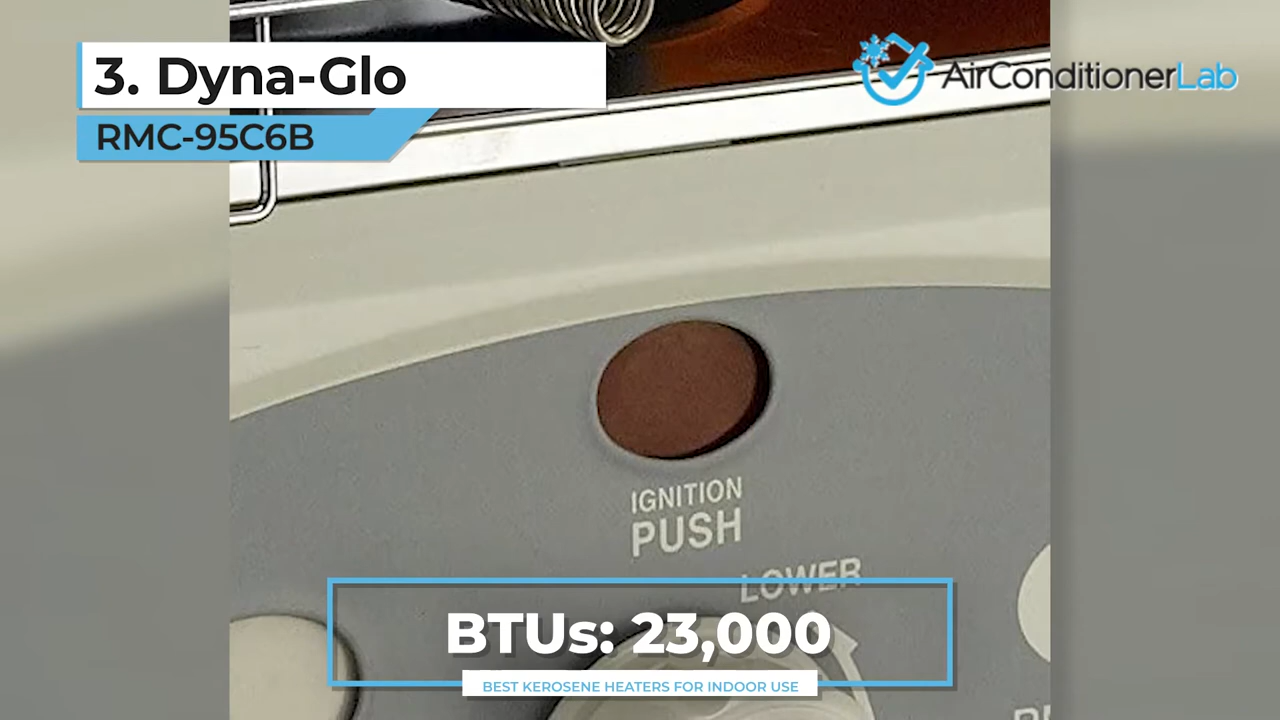 3. Dyna-Glo
RMC-95C6B
AirConditionerLab
IGNITION
PUSH
LOWER
BTUs: 23,000
BEST KEROSENE HEATERS FOR INDOOR USE